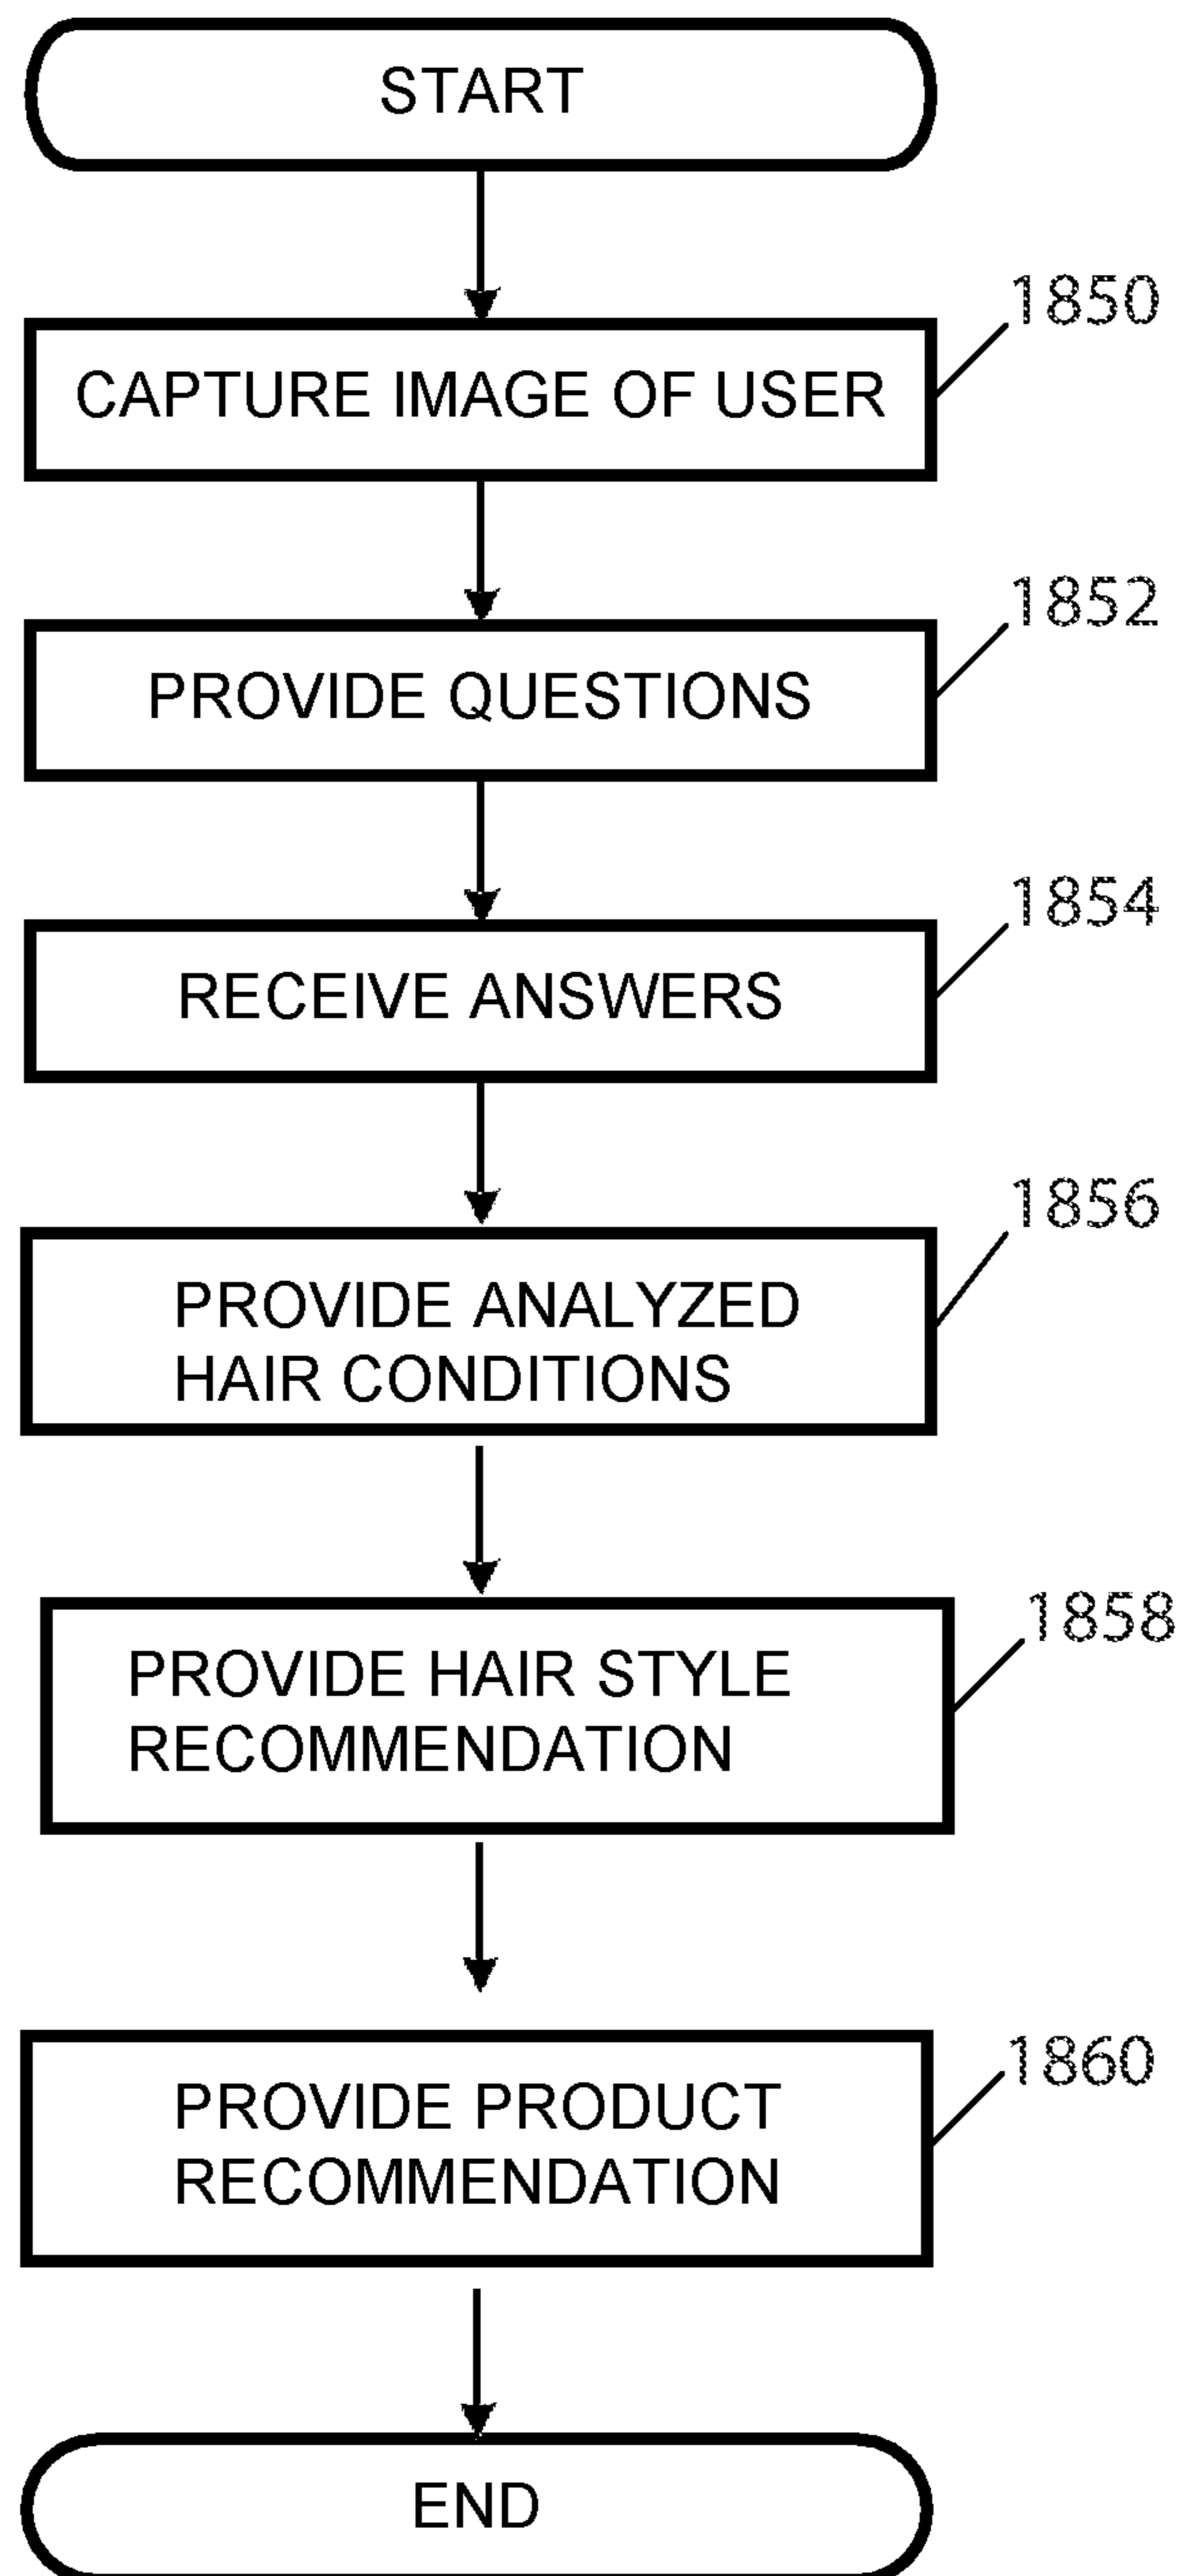 START
1850
CAPTURE IMAGE OF USER
1852
PROVIDE QUESTIONS
1854
RECEIVE ANSWERS
1856
PROVIDE ANALYZED
HAIR CONDITIONS
1858
PROVIDE HAIR STYLE
RECOMMENDATION
1860
PROVIDE PRODUCT
RECOMMENDATION
END